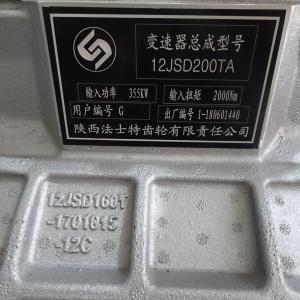 变速器总成型号
12JSD200TA
输入功率 355KW 输入扭矩 2000Nm
用户编号 G 出厂编号 1-180601440
陕西法士特齿轮有限责任公司
12JSD160T
-1701015
-12C